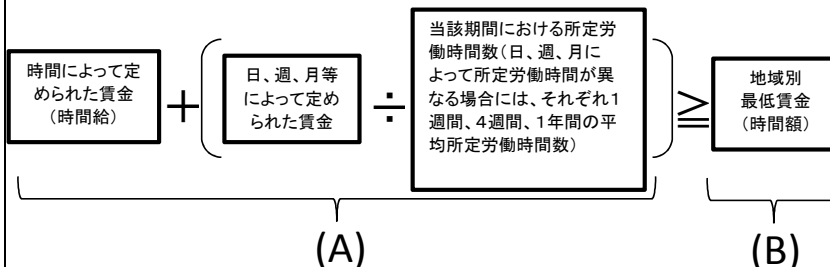 時間によって定
められた賃金
(時間給)
+
日、週、月等
によって定め
られた賃金
÷
当該期間における所定労
働時間数(日、週、月に
よって所定労働時間が異
なる場合には、それぞれ1
週間、4週間、1年間の平
均所定労働時間数)
≧
地域別
最低賃金
(時間額)
(A)
(B)